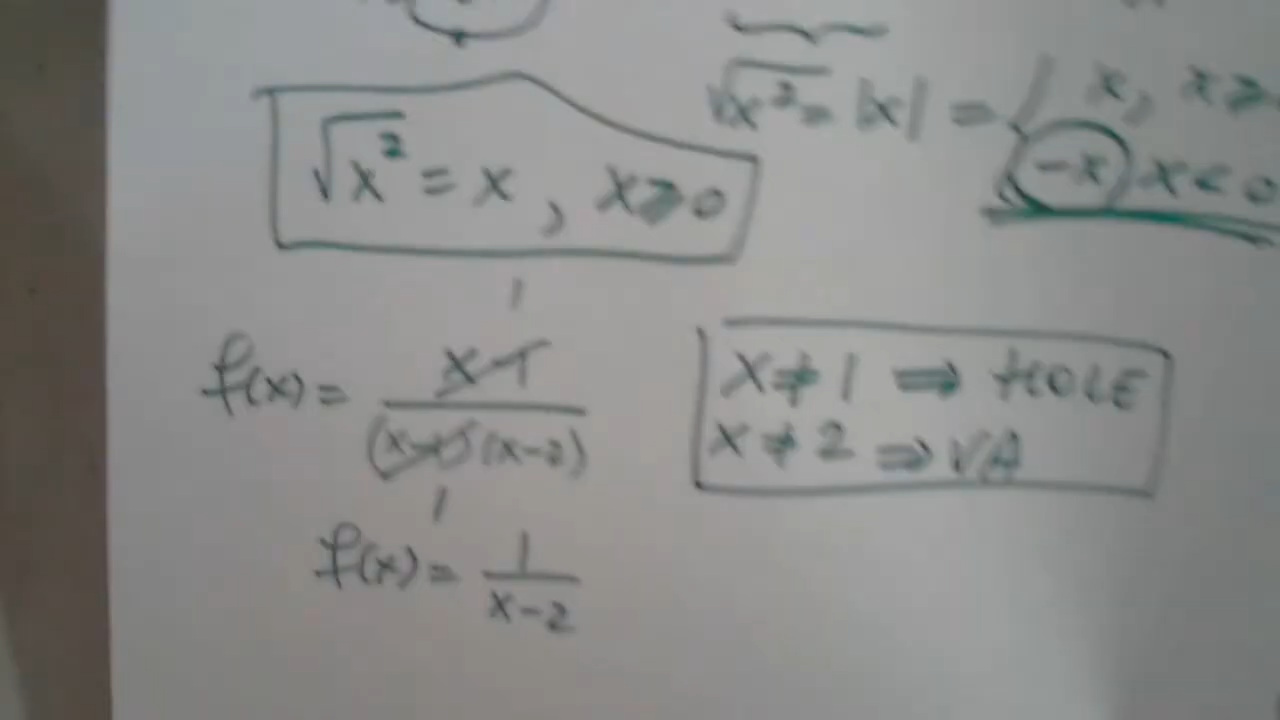 √x² = |x| = { x, x ≥
-x, x < 0
√x² = x, x ≥ 0
f(x) = x-1 / (x-1)(x-2)
1
1
x ≠ 1 ⇒ HOLE
x ≠ 2 ⇒ VA
f(x) = 1 / x-2